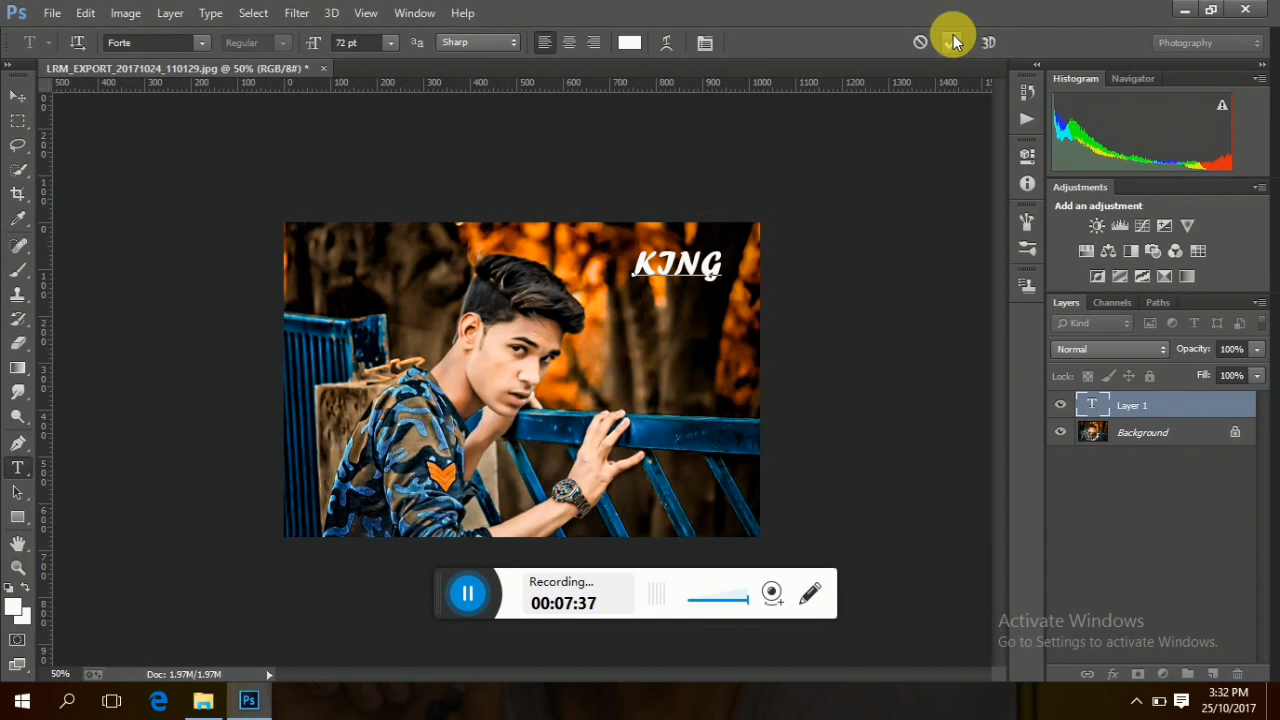 Ps File Edit Image Layer Type Select Filter 3D View Window Help
T Forte Regular 72 pt Sharp 3D Photography
LRM_EXPORT_20171024_110129.jpg @ 50% (RGB/8#) *
Histogram Navigator
Adjustments
Add an adjustment
KING
Layers Channels Paths
Kind
Normal Opacity: 100%
Lock: Fill: 100%
T Layer 1
Background
Recording...
00:07:37
Activate Windows
Go to Settings to activate Windows.
50% Doc: 1.97M/1.97M
3:32 PM
25/10/2017